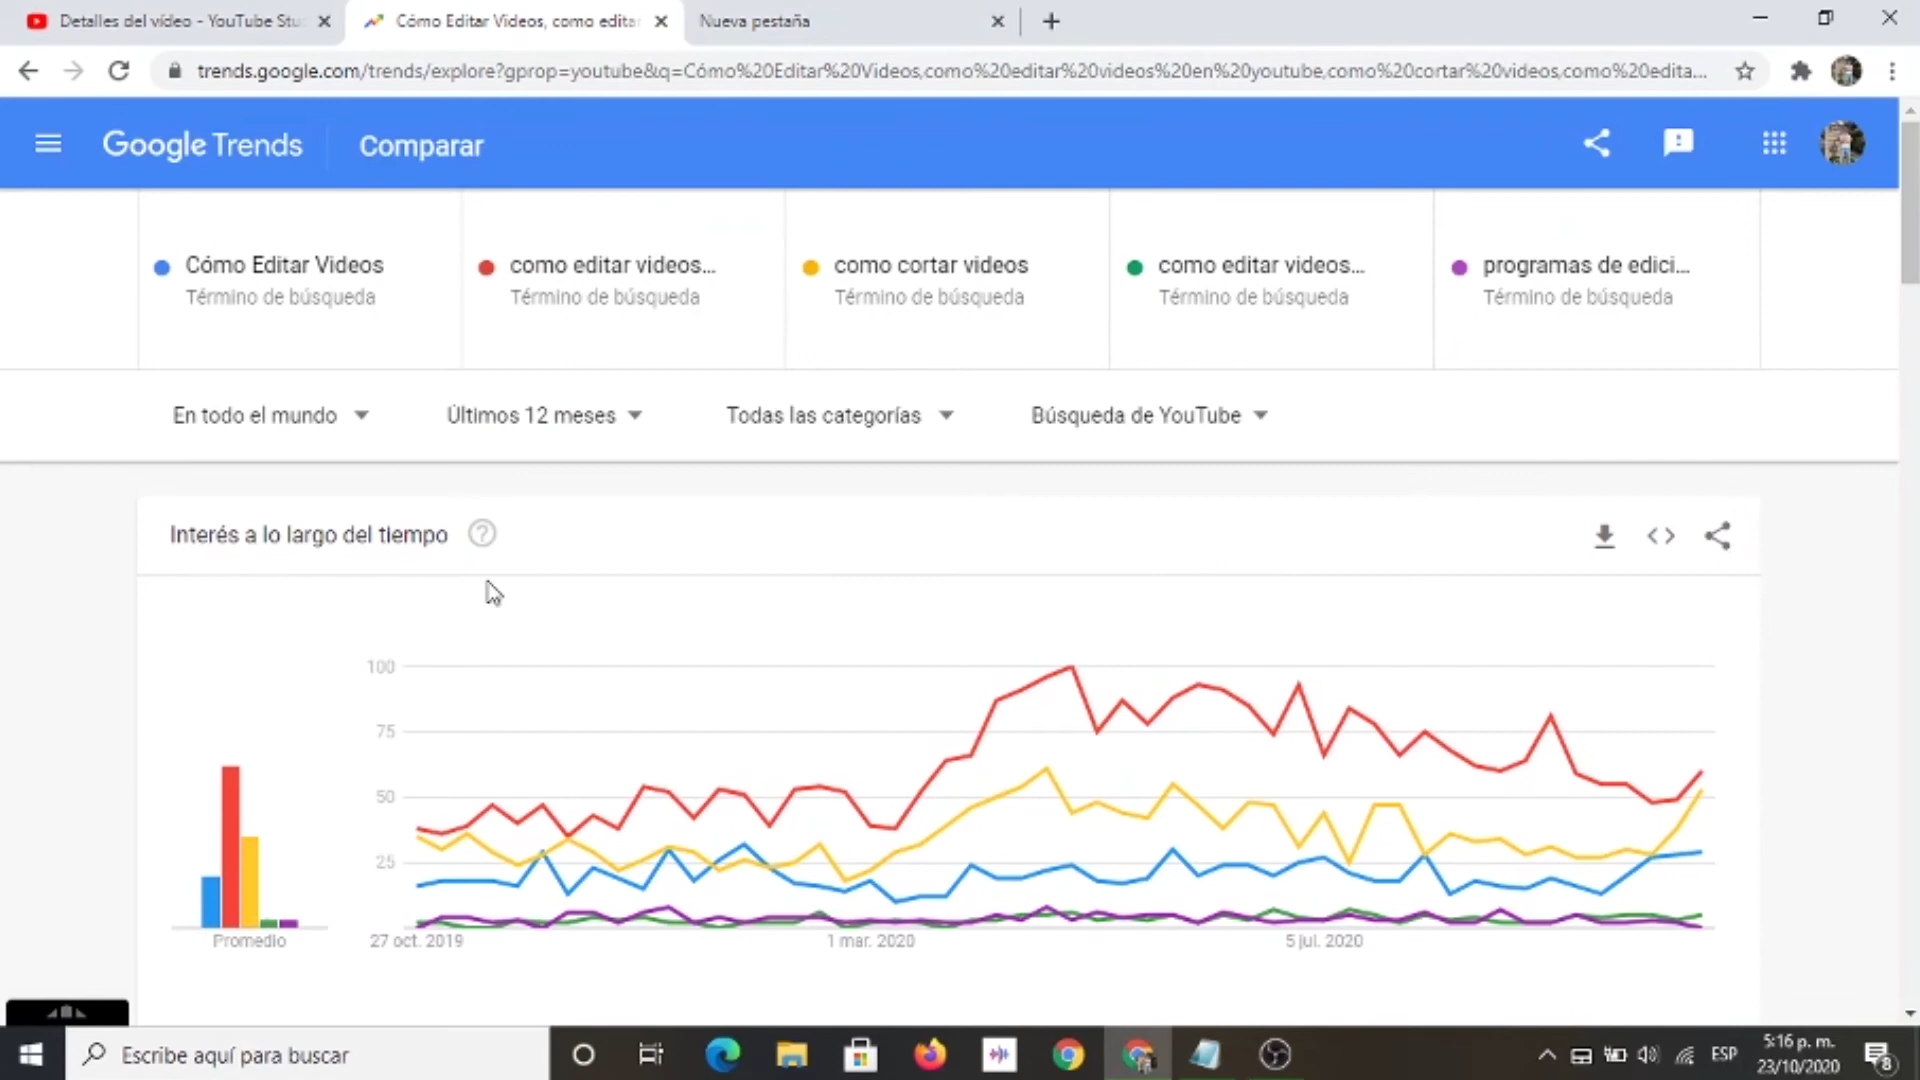 Detalles del vídeo - YouTube Stu
Cómo Editar Videos, como editar
Nueva pestaña
trends.google.com/trends/explore?gprop=youtube&q=Cómo%20Editar%20Videos,como%20editar%20videos%20en%20youtube,como%20cortar%20videos,como%20edita...
Google Trends
Comparar
Cómo Editar Videos
Término de búsqueda
como editar videos...
Término de búsqueda
como cortar videos
Término de búsqueda
como editar videos...
Término de búsqueda
programas de edici...
Término de búsqueda
En todo el mundo
Últimos 12 meses
Todas las categorías
Búsqueda de YouTube
Interés a lo largo del tiempo
100
75
50
25
Promedio
27 oct. 2019
1 mar. 2020
5 jul. 2020
Escribe aquí para buscar
ESP
5:16 p. m.
23/10/2020
8